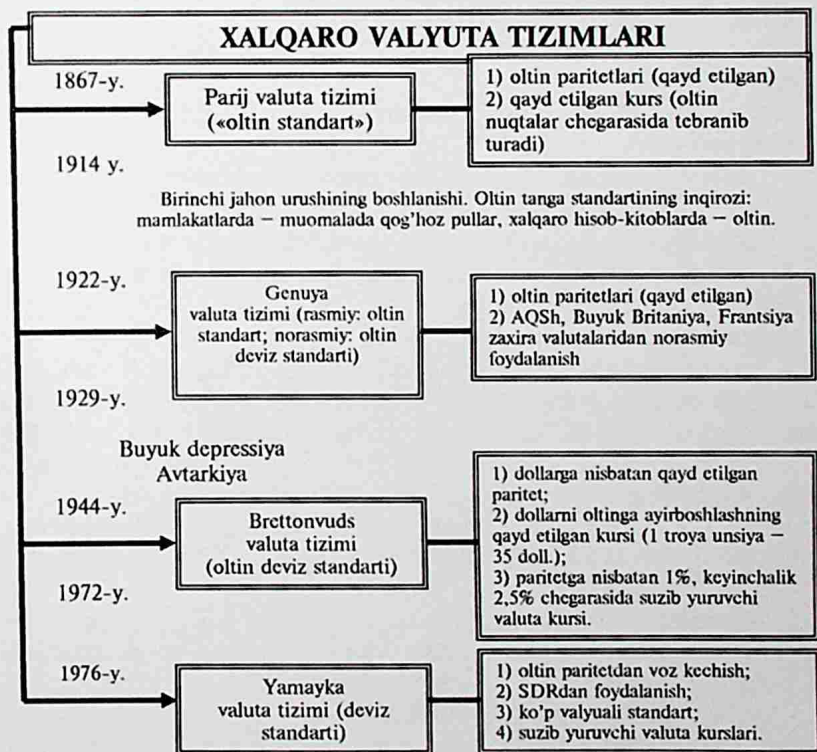 XALQARO VALYUTA TIZIMLARI
1867-y.
Parij valuta tizimi
(«oltin standart»)
1) oltin paritetlari (qayd etilgan)
2) qayd etilgan kurs (oltin
nuqtalar chegarasida tebranib
turadi)
1914 y.
Birinchi jahon urushining boshlanishi. Oltin tanga standartining inqirozi:
mamlakatlarda – muomalada qog'hoz pullar, xalqaro hisob-kitoblarda – oltin.
1922-y.
Genuya
valuta tizimi (rasmiy: oltin
standart; norasmiy: oltin
deviz standarti)
1) oltin paritetlari (qayd etilgan)
2) AQSh, Buyuk Britaniya, Frantsiya
zaxira valutalaridan norasmiy
foydalanish
1929-y.
Buyuk depressiya
Avtarkiya
1944-y.
Brettonvuds
valuta tizimi
(oltin deviz standarti)
1) dollarga nisbatan qayd etilgan
paritet;
2) dollarni oltinga ayirboshlashning
qayd etilgan kursi (1 troya unsiya –
35 doll.);
3) paritetga nisbatan 1%, keyinchalik
2,5% chegarasida suzib yuruvchi
valuta kursi.
1972-y.
1976-y.
Yamayka
valuta tizimi (deviz
standarti)
1) oltin paritetdan voz kechish;
2) SDRdan foydalanish;
3) ko'p valyuali standart;
4) suzib yuruvchi valuta kurslari.